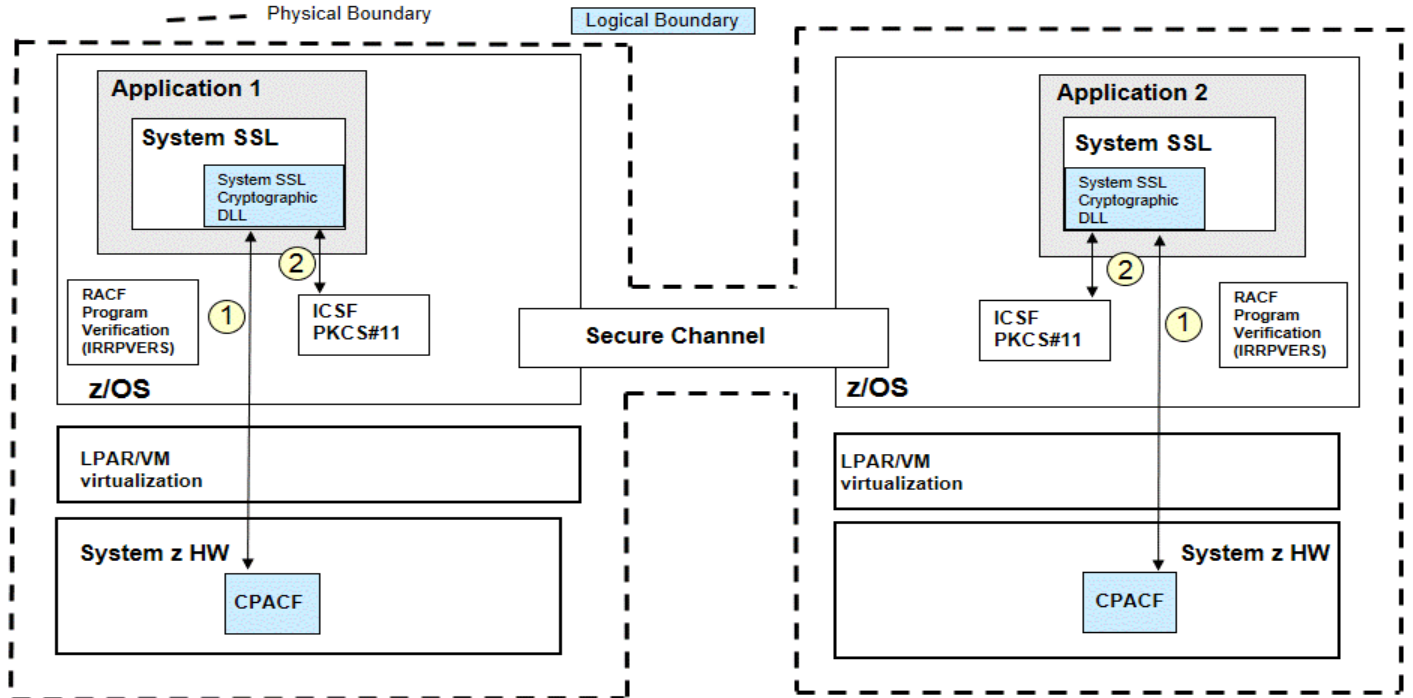 Physical Boundary
Logical Boundary
Application 1
System SSL
System SSL
Cryptographic
DLL
2
1
RACF
Program
Verification
(IRRPVERS)
ICSF
PKCS#11
z/OS
LPAR/VM
virtualization
System z HW
CPACF
Secure Channel
Application 2
System SSL
System SSL
Cryptographic
DLL
2
1
ICSF
PKCS#11
RACF
Program
Verification
(IRRPVERS)
z/OS
LPAR/VM
virtualization
System z HW
CPACF